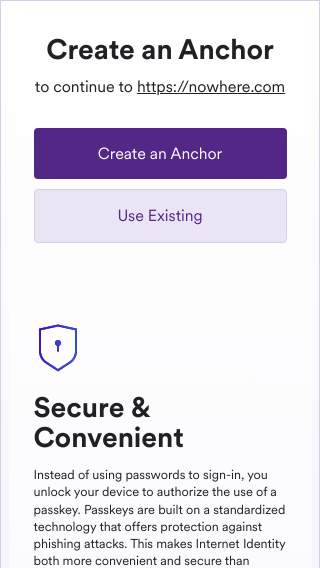 Create an Anchor
to continue to https://nowhere.com
Create an Anchor
Use Existing
Secure &
Convenient
Instead of using passwords to sign-in, you
unlock your device to authorize the use of a
passkey. Passkeys are built on a standardized
technology that offers protection against
phishing attacks. This makes Internet Identity
both more convenient and secure than